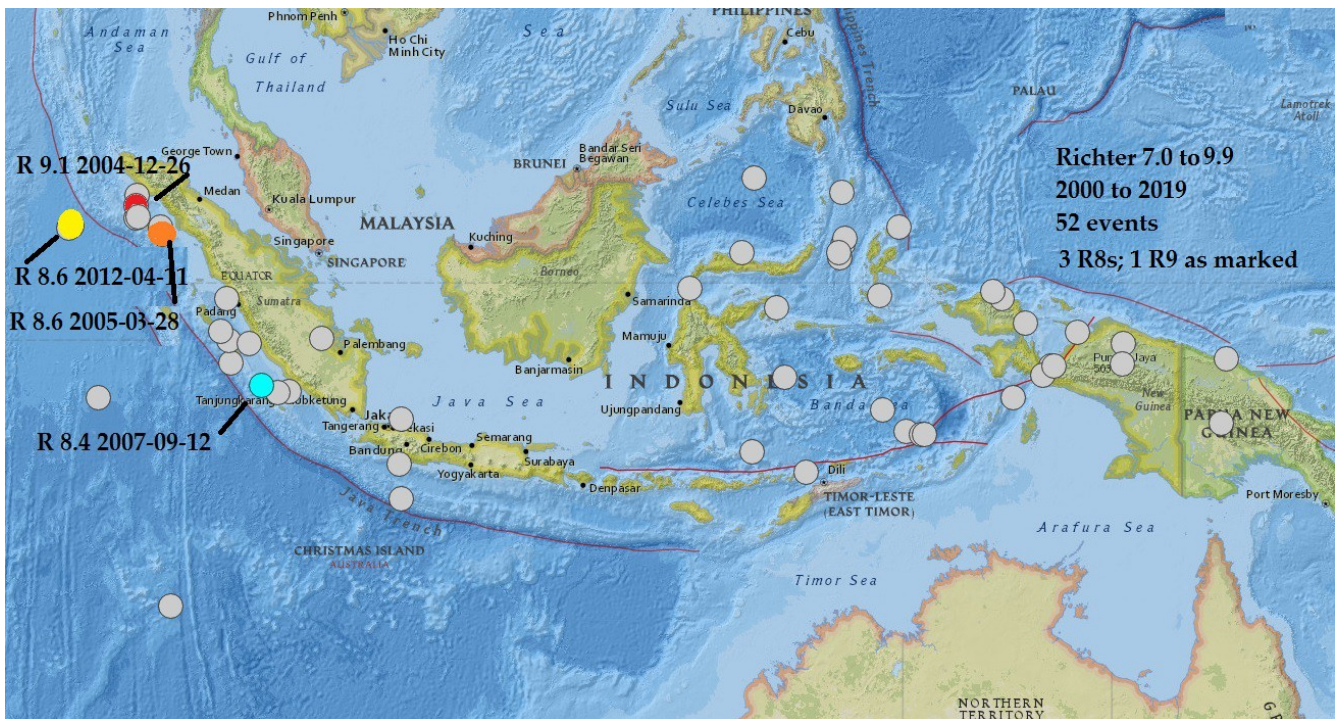 Phnom Penh
PHILIPPINES
Andaman
Sea
Ho Chi
Minh City
Sea
Cebu
Philippines Trench
Gulf of
Thailand
PALAU
Sulu Sea
Lamotrek
Atoll
Davao
George Town
BRUNEI
Bandar Seri
Begawan
R 9.1 2004-12-26
Richter 7.0 to 9.9
2000 to 2019
52 events
3 R8s; 1 R9 as marked
Medan
Kuala Lumpur
MALAYSIA
Celebes Sea
Kuching
Singapore
SINGAPORE
R 8.6 2012-04-11
EQUATOR
Borneo
Sumatra
Samarinda
R 8.6 2005-03-28
Padang
Palembang
Mamuju
Banjarmasin
INDONESIA
New
Guinea
PAPUA NEW
GUINEA
Java Sea
Ujungpandang
Banda Sea
R 8.4 2007-09-12
Tangerang
Bekasi
Cirebon
Semarang
Bandung
Surabaya
Yogyakarta
Denpasar
Dili
TIMOR-LESTE
(EAST TIMOR)
Port Moresby
Java Trench
Arafura Sea
CHRISTMAS ISLAND
AUSTRALIA
Timor Sea
NORTHERN
TERRITORY